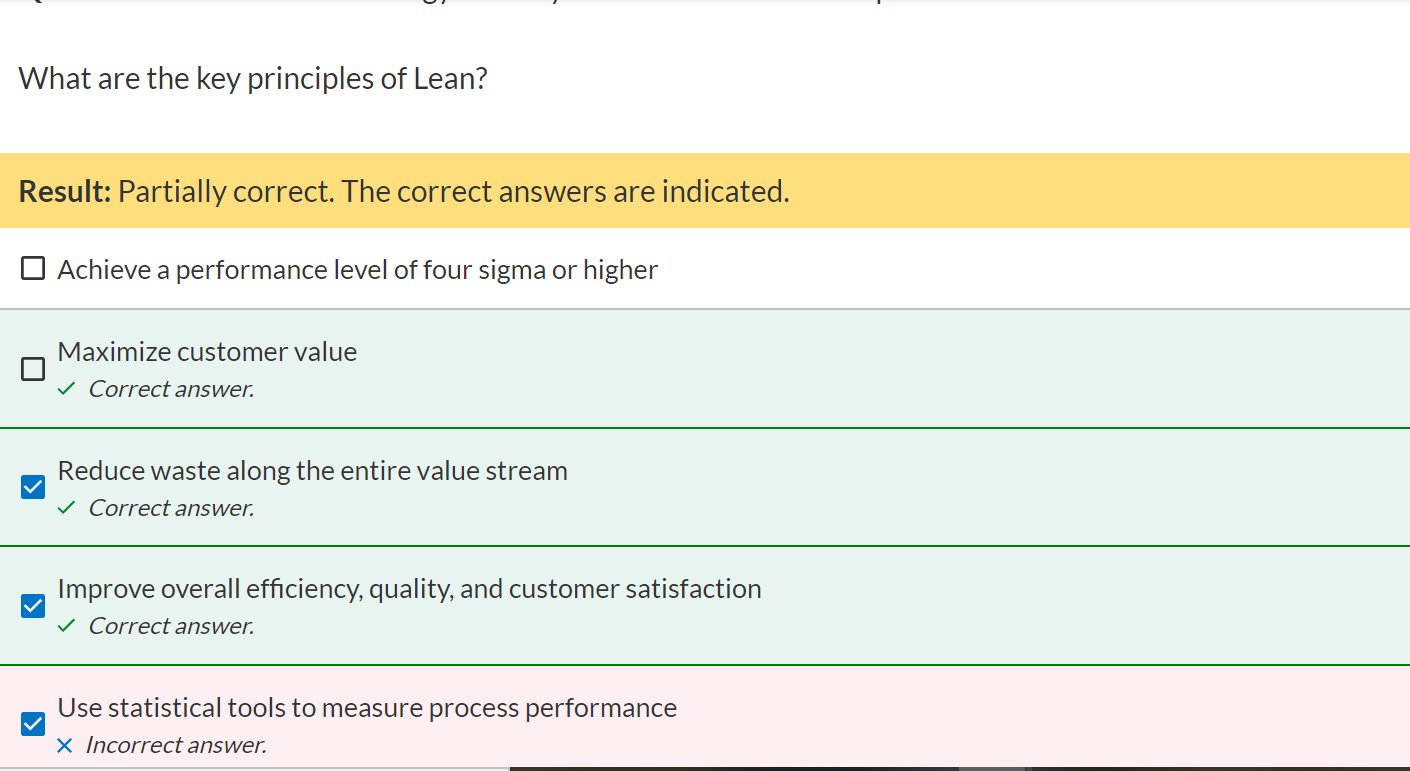 What are the key principles of Lean?
Result: Partially correct. The correct answers are indicated.
Achieve a performance level of four sigma or higher
Maximize customer value
Correct answer.
Reduce waste along the entire value stream
Correct answer.
Improve overall efficiency, quality, and customer satisfaction
Correct answer.
Use statistical tools to measure process performance
Incorrect answer.